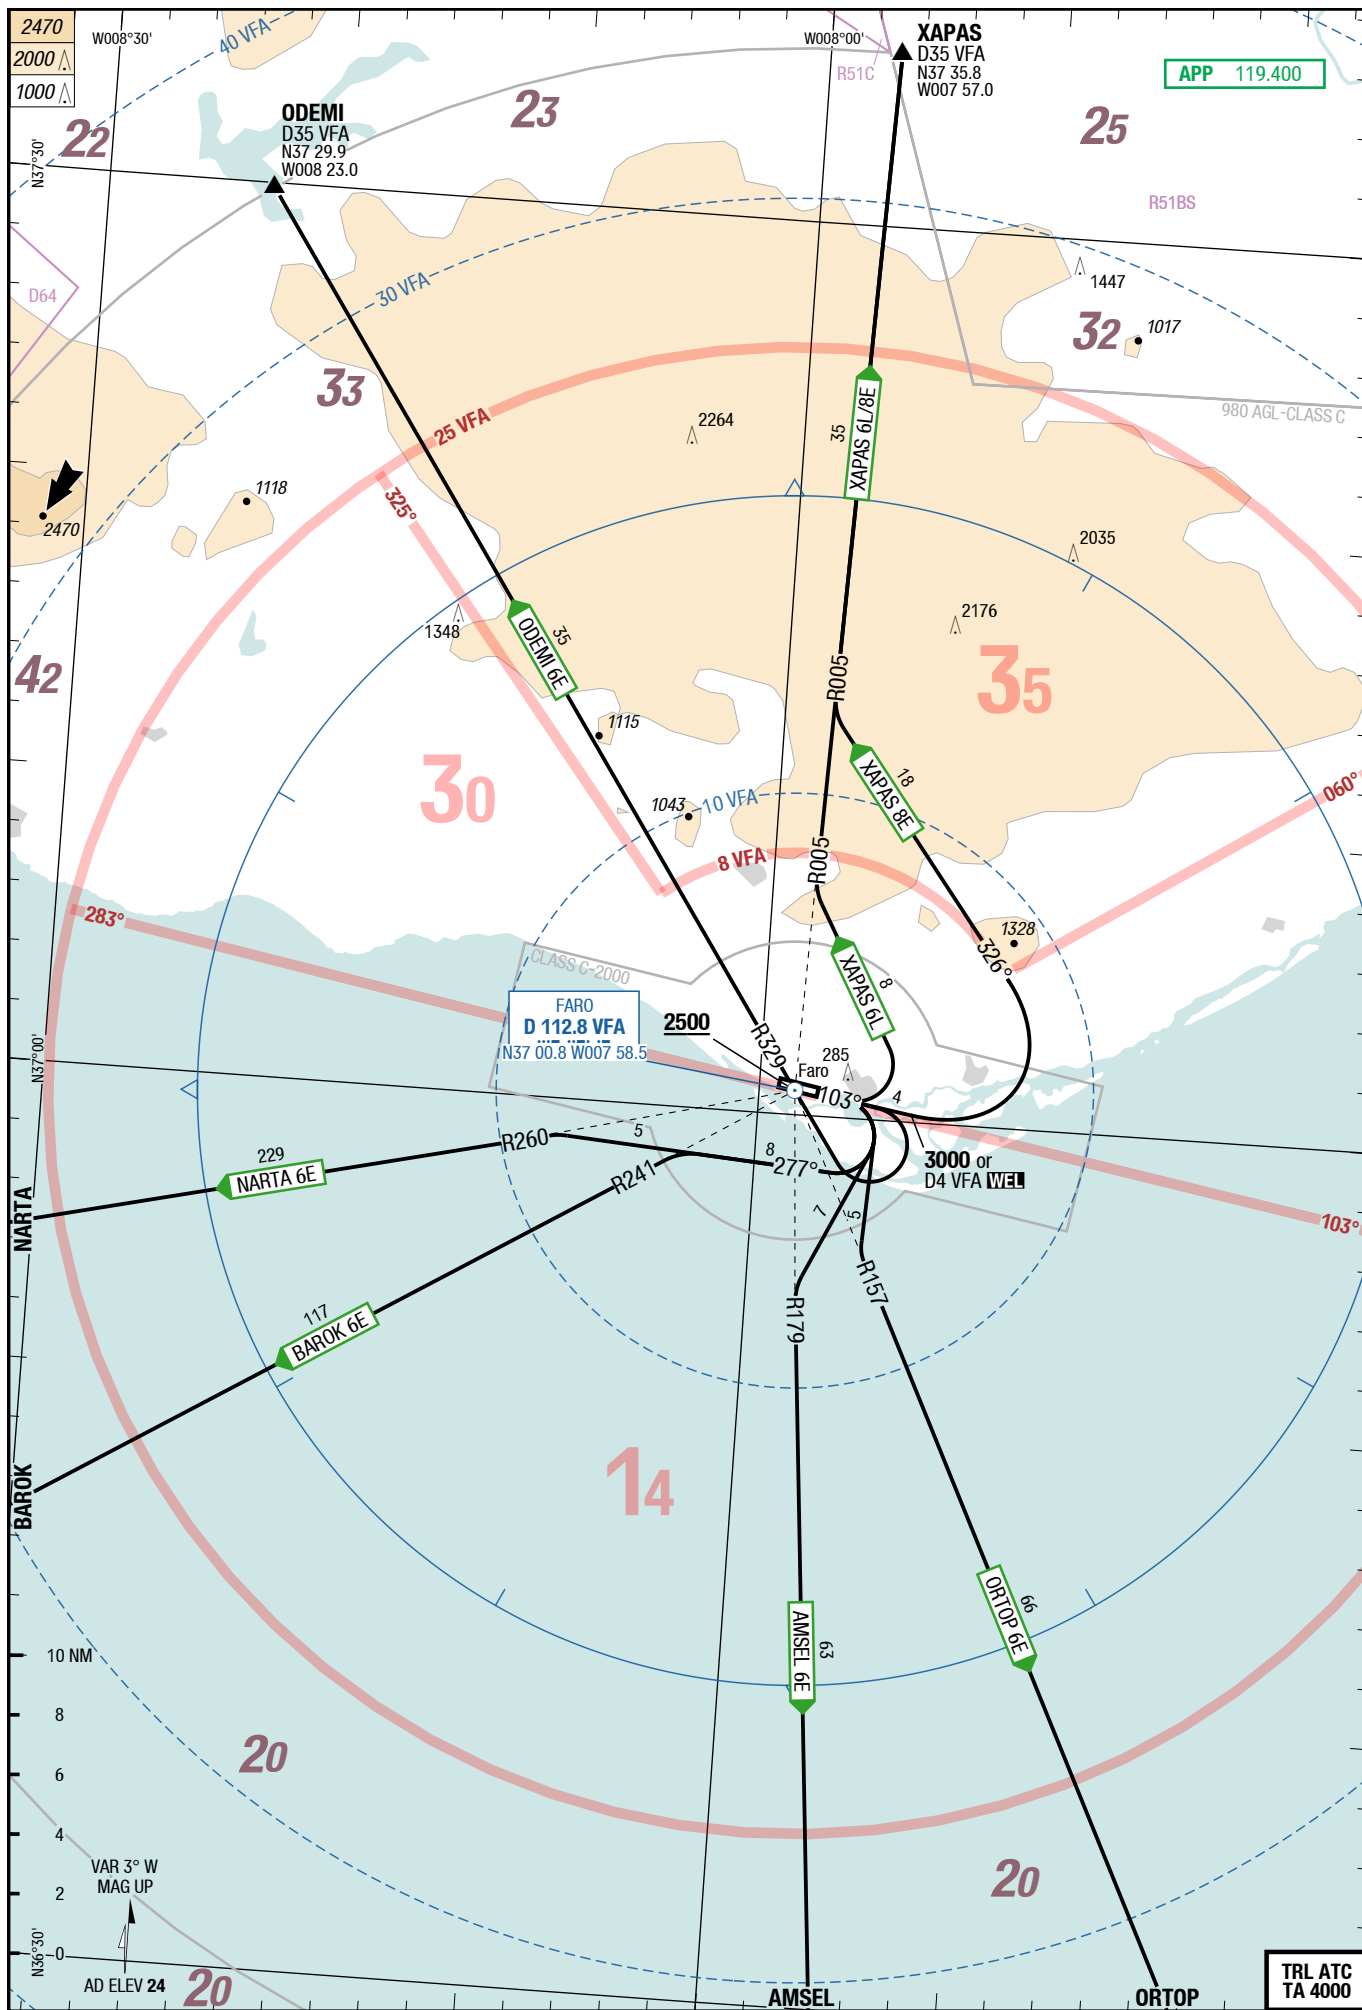 2470
2000
1000
W008°30'
40 VFA
W008°00'
XAPAS
D35 VFA
N37 35.8
W007 57.0
R51C
APP 119.400
ODEMI
D35 VFA
N37 29.9
W008 23.0
22
23
25
N37°30'
R51BS
D64
30 VFA
1447
1017
32
33
25 VFA
980 AGL-CLASS C
2264
35
XAPAS 6L/8E
325°
1118
2470
2035
1348
35
ODEMI 6E
2176
42
R005
35
1115
30
18
XAPAS 8E
1043
10 VFA
060°
8 VFA
R005
283°
1328
326°
CLASS C-2000
8
XAPAS 6L
FARO
D 112.8 VFA
N37 00.8 W007 58.5
2500
R329
285
Faro
103°
4
N37°00'
R260
5
8
277°
3000 or
D4 VFA WEL
229
NARTA 6E
R241
NARTA
7
5
103°
R157
R179
117
BAROK 6E
BAROK
14
66
ORTOP 6E
63
AMSEL 6E
10 NM
8
6
4
2
0
20
VAR 3° W
MAG UP
20
N36°30'
AD ELEV 24
20
AMSEL
ORTOP
TRL ATC
TA 4000